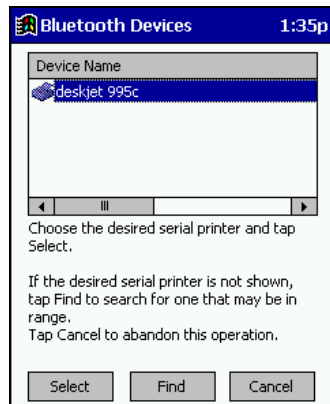 Bluetooth Devices 1:35p
Device Name
deskjet 995c
Choose the desired serial printer and tap
Select.
If the desired serial printer is not shown,
tap Find to search for one that may be in
range.
Tap Cancel to abandon this operation.
Select Find Cancel